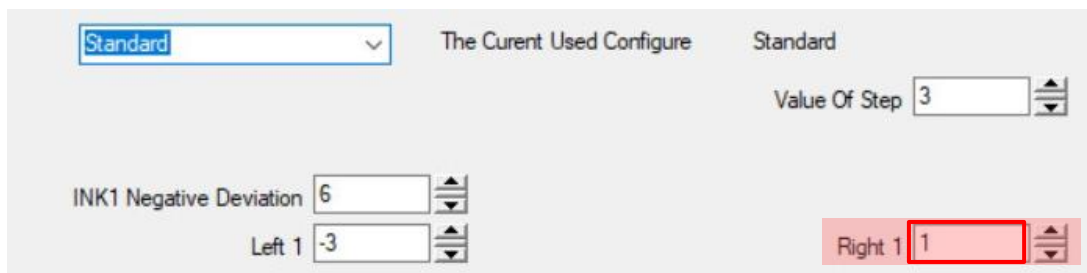 Standard The Curent Used Configure Standard
Value Of Step 3
INK1 Negative Deviation 6
Left 1 -3 Right 1 1